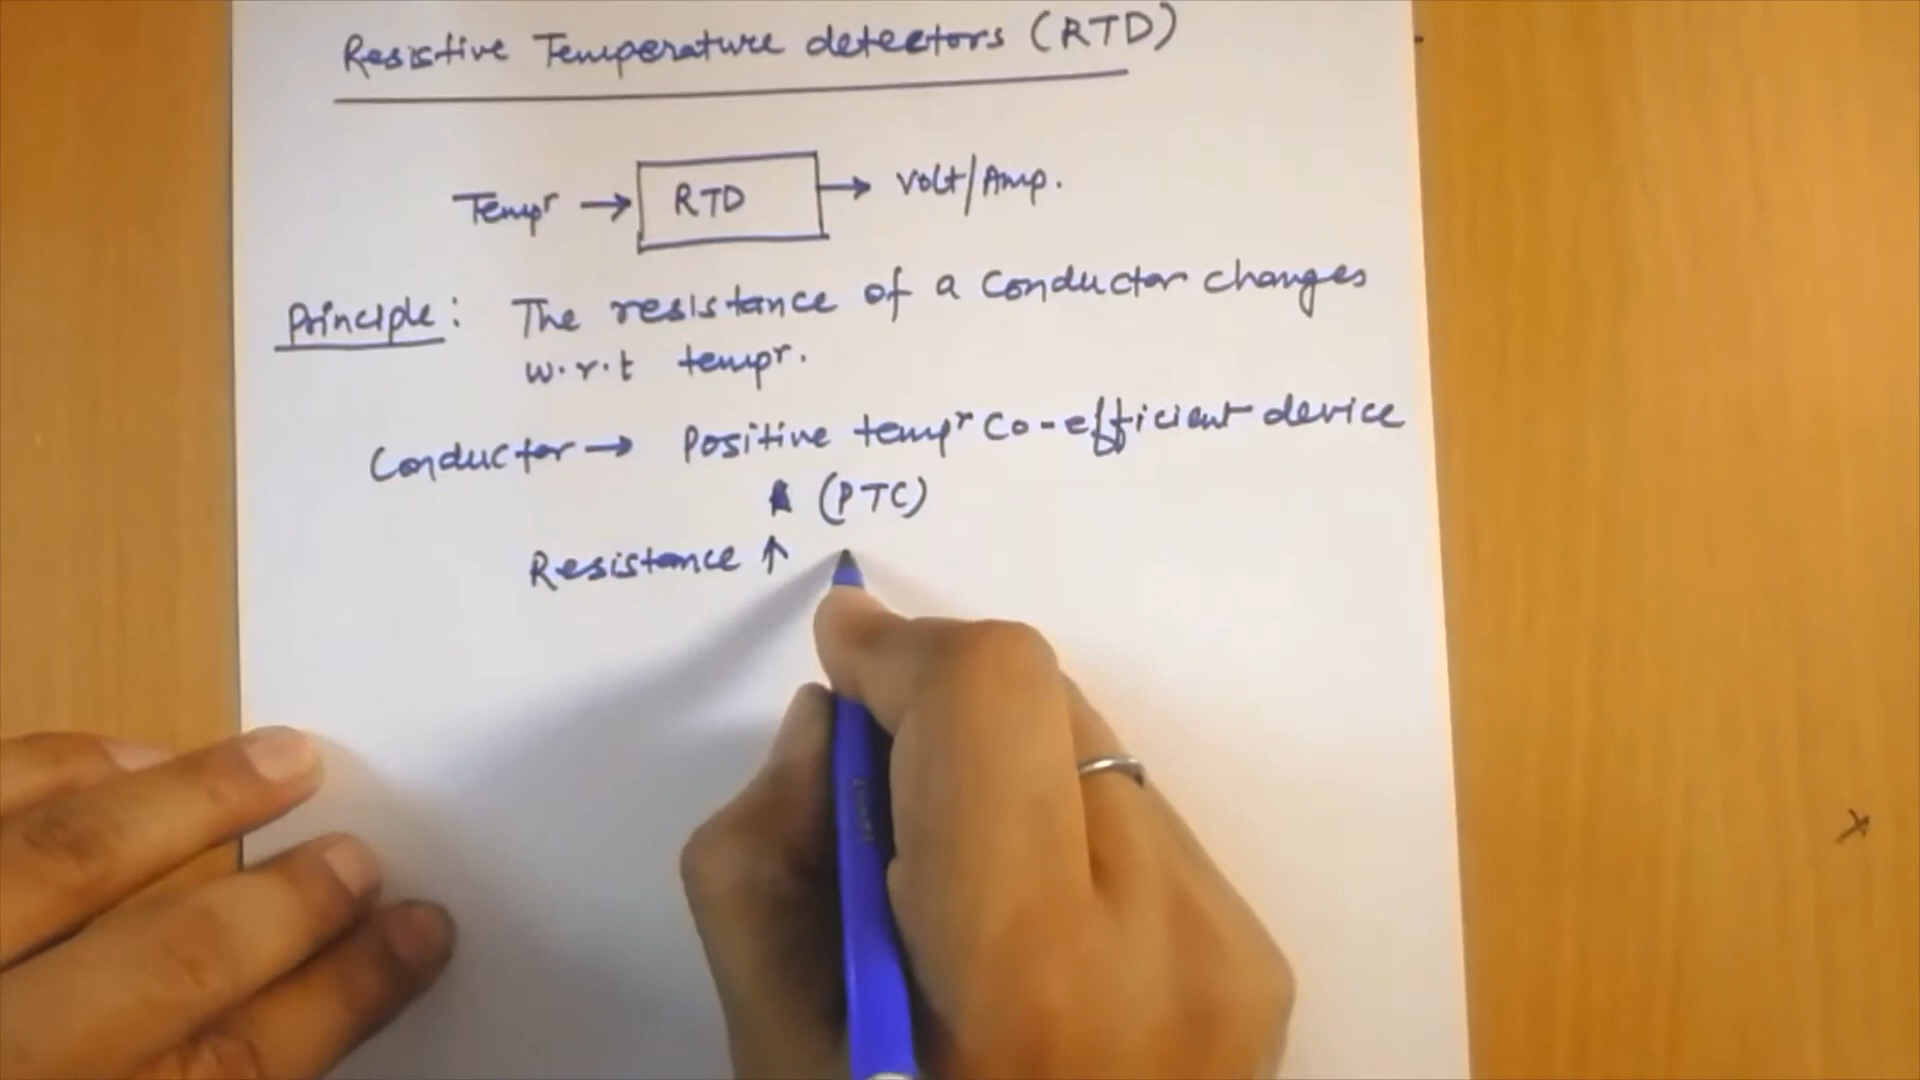 Resistive Temperature detectors (RTD)
Tempr → RTD → Volt/Amp.
Principle: The resistance of a conductor changes
w.r.t tempr.
Conductor → Positive tempr co-efficient device
(PTC)
Resistance ↑